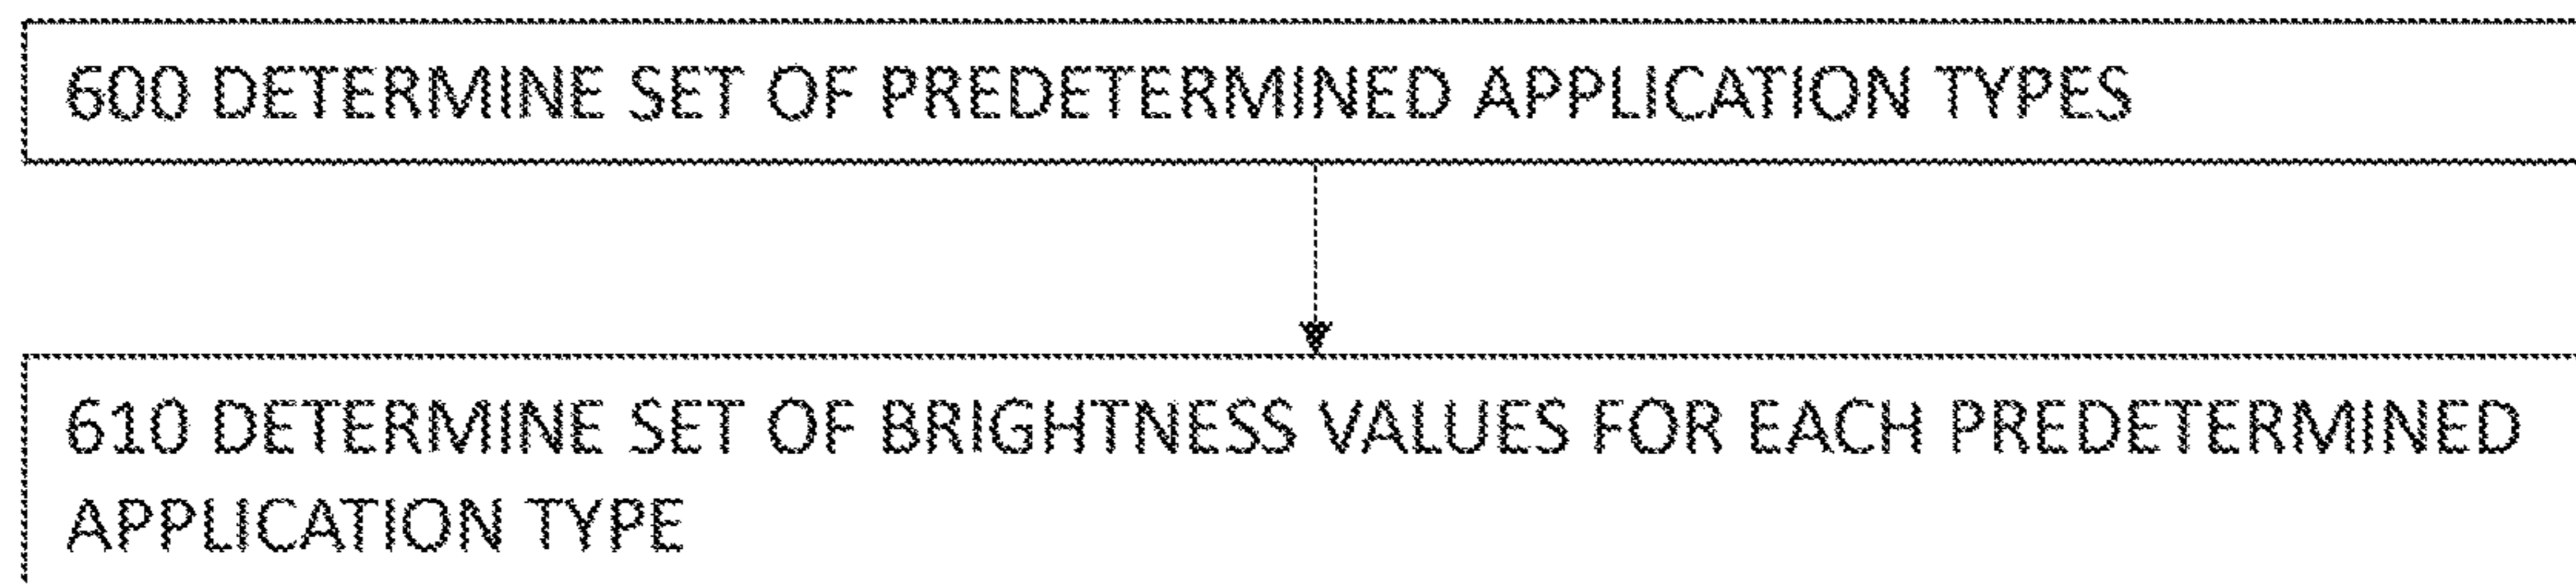 600 DETERMINE SET OF PREDETERMINED APPLICATION TYPES
610 DETERMINE SET OF BRIGHTNESS VALUES FOR EACH PREDETERMINED
APPLICATION TYPE